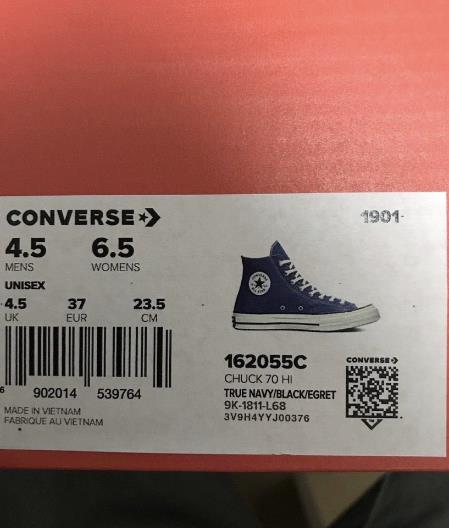 CONVERSE
1901
4.5 6.5
MENS WOMENS
UNISEX
4.5 37 23.5
UK EUR CM
6 902014 539764
MADE IN VIETNAM
FABRIQUE AU VIETNAM
162055C
CHUCK 70 HI
TRUE NAVY/BLACK/EGRET
9K-1811-L68
3V9H4YYJ00376
CONVERSE